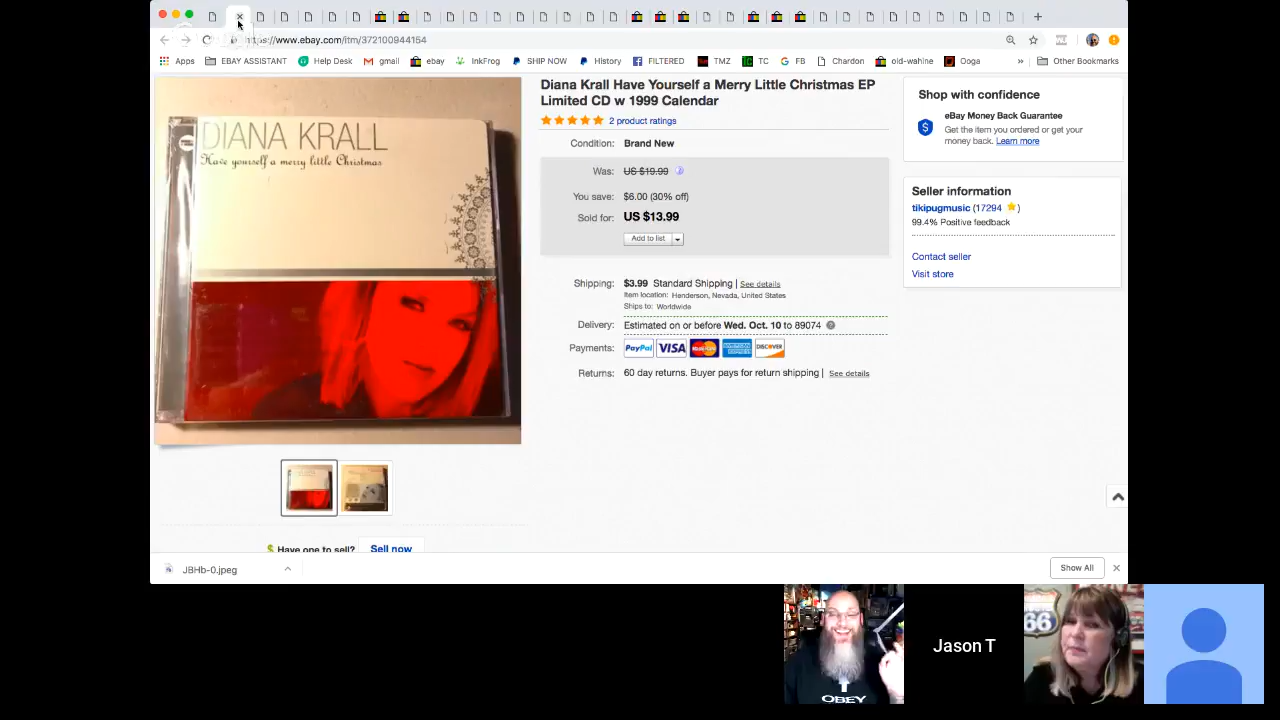 https://www.ebay.com/itm/372100944154
Apps EBAY ASSISTANT Help Desk gmail ebay InkFrog SHIP NOW History FILTERED TMZ TC FB Chardon old-wahine Ooga » Other Bookmarks
DIANA KRALL
Have yourself a merry little Christmas
Diana Krall Have Yourself a Merry Little Christmas EP
Limited CD w 1999 Calendar
2 product ratings
Condition: Brand New
Was: US $19.99
You save: $6.00 (30% off)
Sold for: US $13.99
Add to list
Shipping: $3.99 Standard Shipping | See details
Item location: Henderson, Nevada, United States
Ships to: Worldwide
Delivery: Estimated on or before Wed. Oct. 10 to 89074
Payments: PayPal VISA MasterCard AMERICAN EXPRESS DISCOVER
Returns: 60 day returns. Buyer pays for return shipping | See details
Shop with confidence
eBay Money Back Guarantee
Get the item you ordered or get your
money back. Learn more
Seller information
tikipugmusic (17294 )
99.4% Positive feedback
Contact seller
Visit store
$ Have one to sell? Sell now
JBHb-0.jpeg
Show All
OBEY
Jason T
66